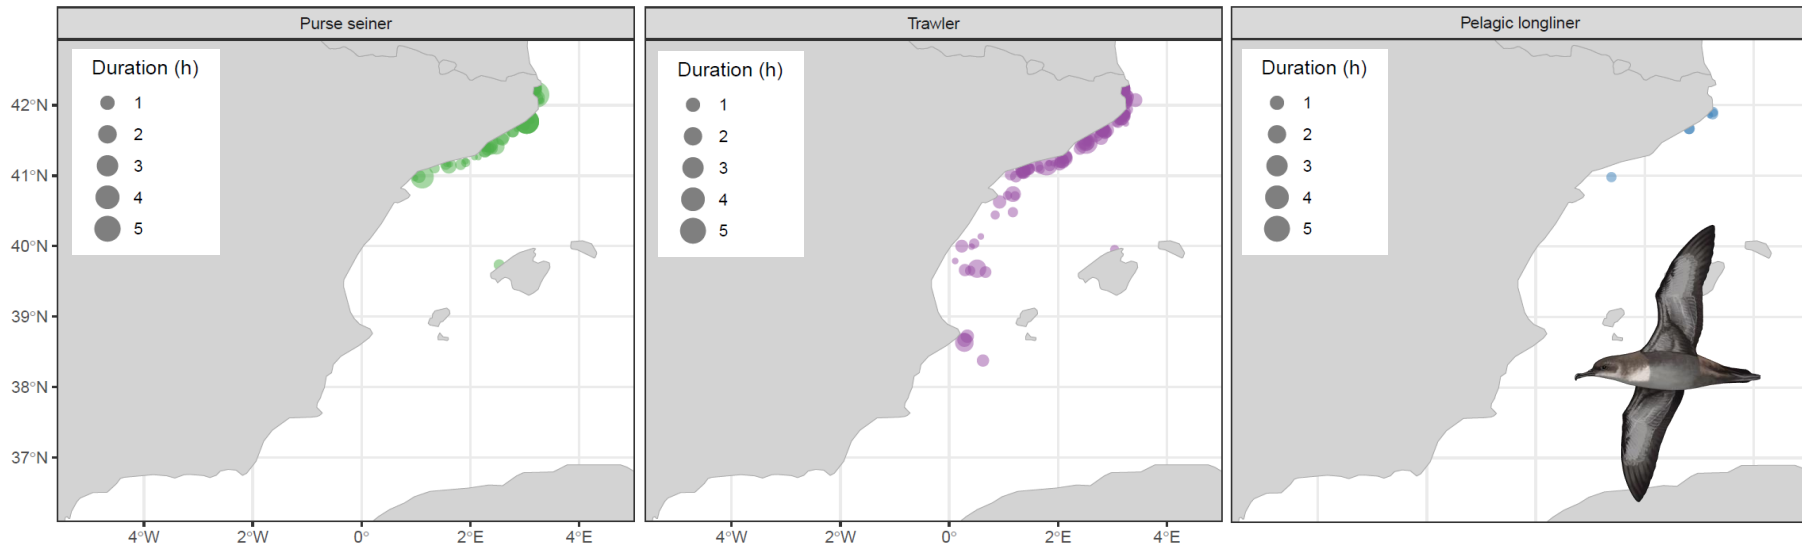 Purse seiner
Trawler
Pelagic longliner
Duration (h)
1
2
3
4
5
Duration (h)
1
2
3
4
5
Duration (h)
1
2
3
4
5
42°N
41°N
40°N
39°N
38°N
37°N
4°W
2°W
0°
2°E
4°E
4°W
2°W
0°
2°E
4°E